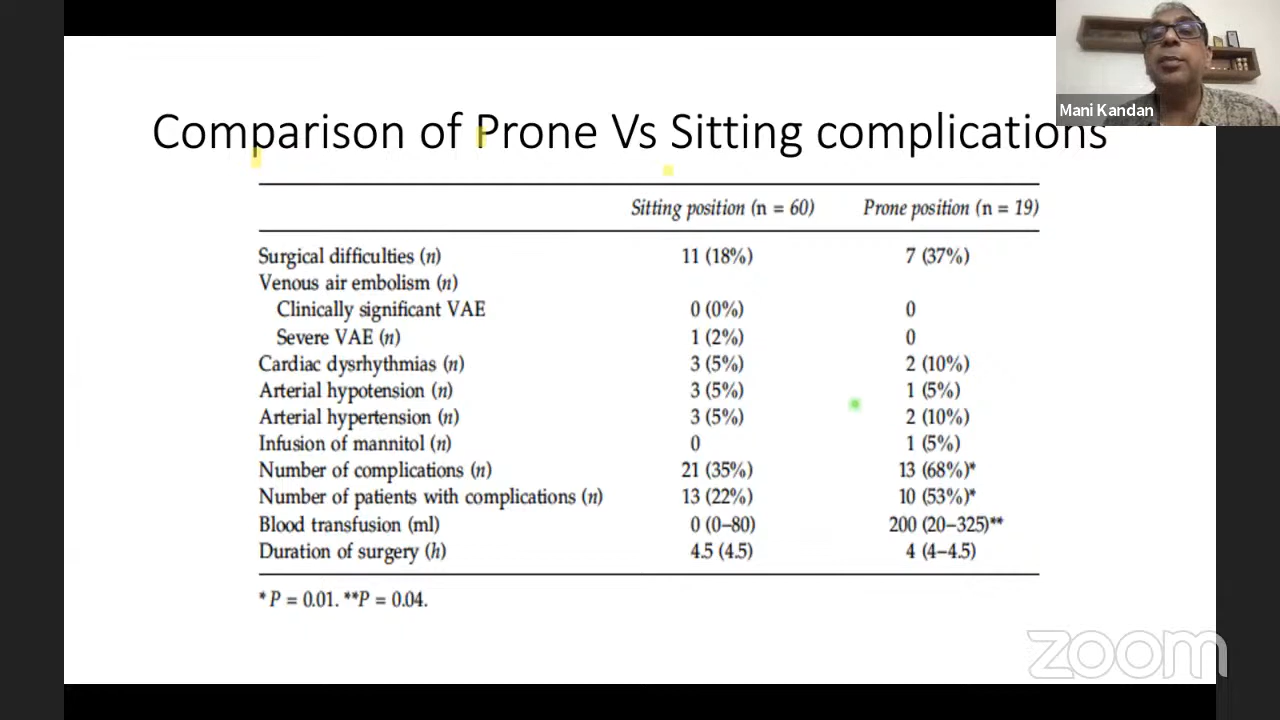 Mani Kandan
Comparison of Prone Vs Sitting complications
Sitting position (n = 60) Prone position (n = 19)
Surgical difficulties (n) 11 (18%) 7 (37%)
Venous air embolism (n)
Clinically significant VAE 0 (0%) 0
Severe VAE (n) 1 (2%) 0
Cardiac dysrhythmias (n) 3 (5%) 2 (10%)
Arterial hypotension (n) 3 (5%) 1 (5%)
Arterial hypertension (n) 3 (5%) 2 (10%)
Infusion of mannitol (n) 0 1 (5%)
Number of complications (n) 21 (35%) 13 (68%)*
Number of patients with complications (n) 13 (22%) 10 (53%)*
Blood transfusion (ml) 0 (0–80) 200 (20–325)**
Duration of surgery (h) 4.5 (4.5) 4 (4–4.5)
* P = 0.01. **P = 0.04.
zoom